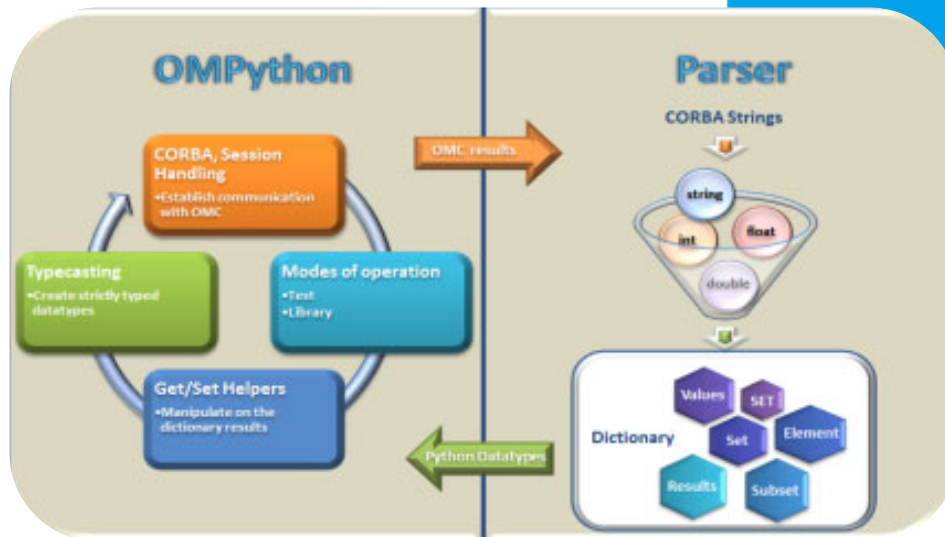 OMPython
CORBA, Session
Handling
•Establish communication
with OMC
Typecasting
•Create strictly typed
datatypes
Modes of operation
•Test
•Library
Get/Set Helpers
•Manipulate on the
dictionary results
OMC results
Python Datatypes
Parser
CORBA Strings
string
int
float
double
Dictionary
Values
SET
Set
Element
Results
Subset